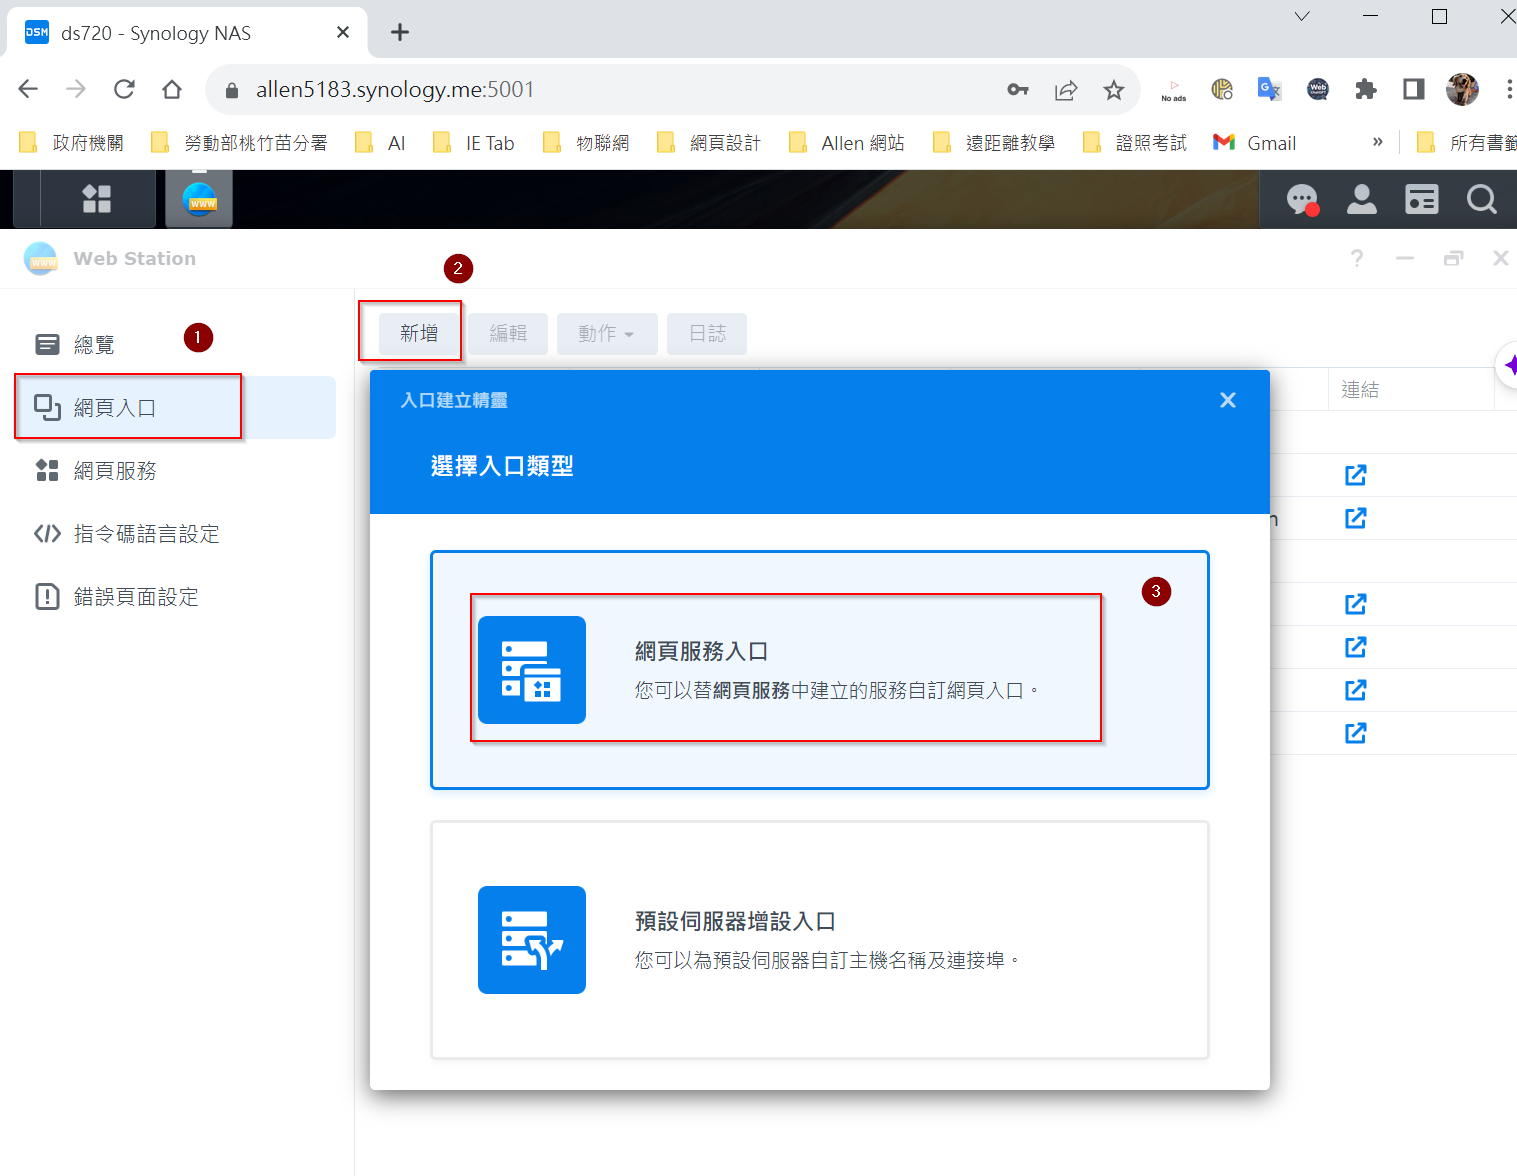 DSM ds720 - Synology NAS
allen5183.synology.me:5001
No ads
Web
政府機關 勞動部桃竹苗分署 AI IE Tab 物聯網 網頁設計 Allen 網站 遠距離教學 證照考試 Gmail » 所有書籤
www
www Web Station
?
2
新增 編輯 動作 日誌
1
總覽
網頁入口
網頁服務
指令碼語言設定
錯誤頁面設定
連結
入口建立精靈
選擇入口類型
3
網頁服務入口
您可以替網頁服務中建立的服務自訂網頁入口。
預設伺服器增設入口
您可以為預設伺服器自訂主機名稱及連接埠。